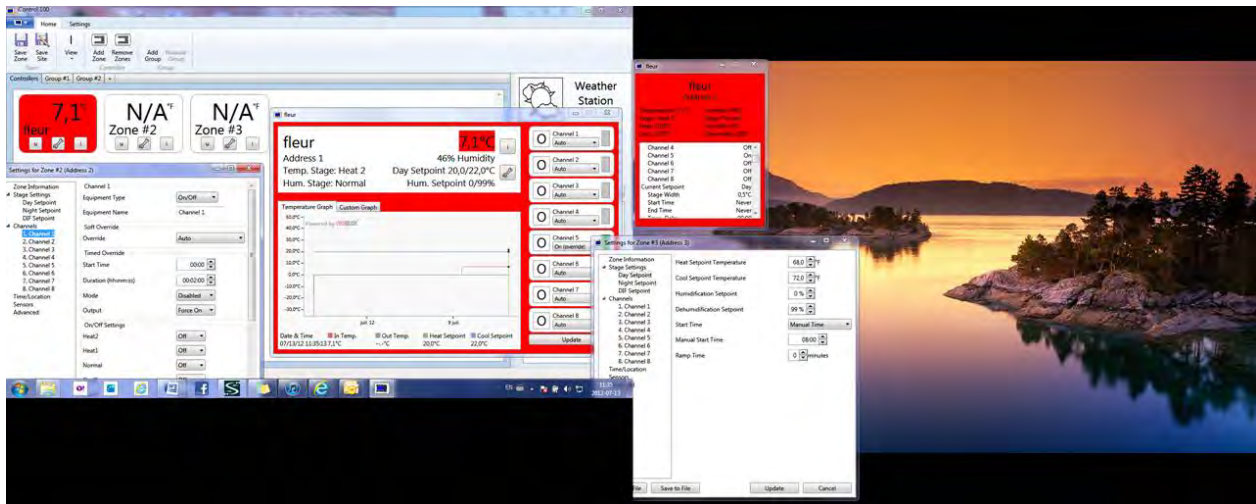 iControl 100
Home Settings
Save Zone
Save Site
View
Add Zone
Remove Zones
Add Group
Controllers Group #1 Group #2 +
7,1°
fleur
N/A°F
Zone #2
N/A°F
Zone #3
Weather Station
Settings for Zone #2 (Address 2)
Zone Information
Stage Settings
Day Setpoint
Night Setpoint
DIF Setpoint
Channels
1. Channel 1
2. Channel 2
3. Channel 3
4. Channel 4
5. Channel 5
6. Channel 6
7. Channel 7
8. Channel 8
Time/Location
Sensors
Advanced
Channel 1
Equipment Type On/Off
Equipment Name Channel 1
Soft Override
Override Auto
Timed Override
Start Time 00:00
Duration (hh:mm:ss) 00:02:00
Mode Disabled
Output Force On
On/Off Settings
Heat2 Off
Heat1 Off
Normal Off
fleur
fleur 7,1°C
Address 1 46% Humidity
Temp. Stage: Heat 2 Day Setpoint 20,0/22,0°C
Hum. Stage: Normal Hum. Setpoint 0/99%
Temperature Graph Custom Graph
50,0°C
Powered by
40,0°C
30,0°C
20,0°C
10,0°C
0,0°C
-10,0°C
-20,0°C
-30,0°C
juil 12
Date & Time In Temp. Out Temp. Heat Setpoint Cool Setpoint
07/13/12 11:35:13 7,1°C --.-°C 20,0°C 22,0°C
O Channel 1
Auto
O Channel 2
Auto
O Channel 3
Auto
O Channel 4
Auto
Channel 5
On (override)
O Channel 6
Auto
O Channel 7
Auto
O Channel 8
Auto
Update
fleur
fleur
Channel 4 Off
Channel 5 On
Channel 6 Off
Channel 7 Off
Channel 8 Off
Current Setpoint Day
Stage Width 0,5°C
Start Time Never
End Time Never
Settings for Zone #3 (Address 3)
Zone Information
Stage Settings
Day Setpoint
Night Setpoint
DIF Setpoint
Channels
1. Channel 1
2. Channel 2
3. Channel 3
4. Channel 4
5. Channel 5
6. Channel 6
7. Channel 7
8. Channel 8
Time/Location
Sensors
Heat Setpoint Temperature 68.0 °F
Cool Setpoint Temperature 72.0 °F
Humidification Setpoint 0 %
Dehumidification Setpoint 99 %
Start Time Manual Time
Manual Start Time 08:00
Ramp Time 0 minutes
File Save to File Update Cancel
EN
11:35
2012-07-13